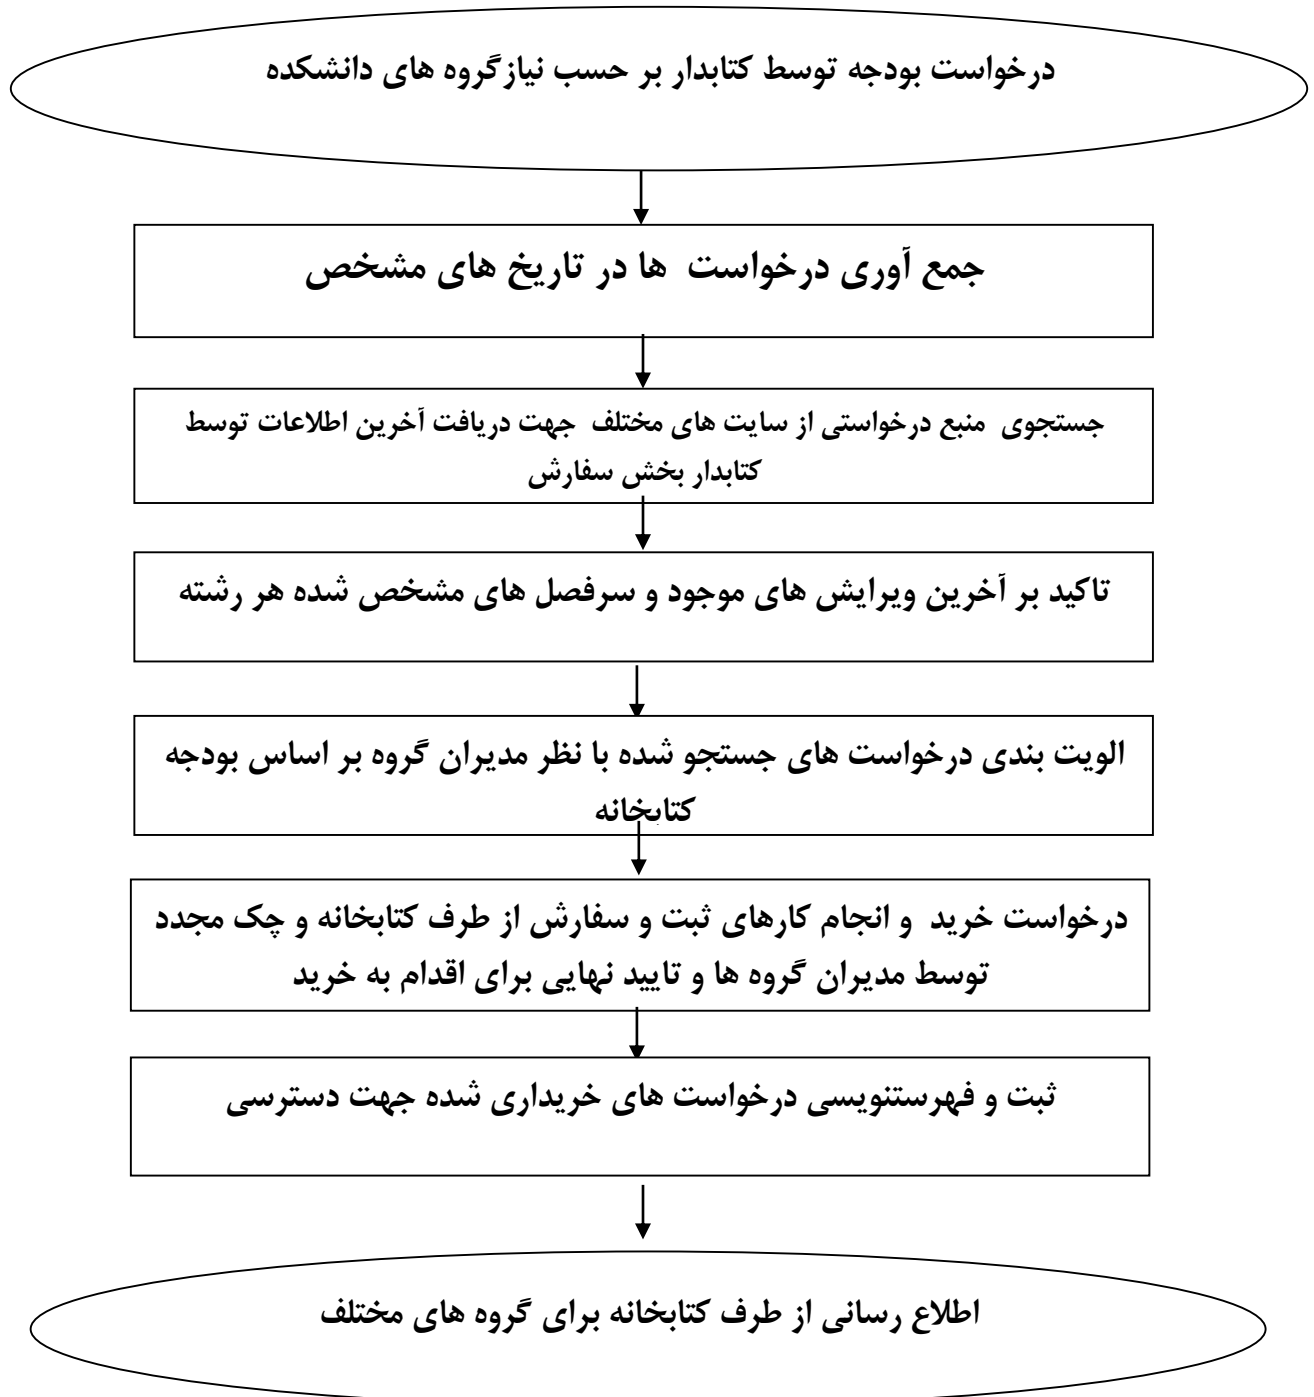 درخواست بودجه توسط کتابدار بر حسب نیازگروه های دانشکده
جمع آوری درخواست ها در تاریخ های مشخص
جستجوی منبع درخواستی از سایت های مختلف جهت دریافت آخرین اطلاعات توسط
کتابدار بخش سفارش
تاکید بر آخرین ویرایش های موجود و سرفصل های مشخص شده هر رشته
الویت بندی درخواست های جستجو شده با نظر مدیران گروه بر اساس بودجه
کتابخانه
درخواست خرید و انجام کارهای ثبت و سفارش از طرف کتابخانه و چک مجدد
توسط مدیران گروه ها و تایید نهایی برای اقدام به خرید
ثبت و فهرستنویسی درخواست های خریداری شده جهت دسترسی
اطلاع رسانی از طرف کتابخانه برای گروه های مختلف